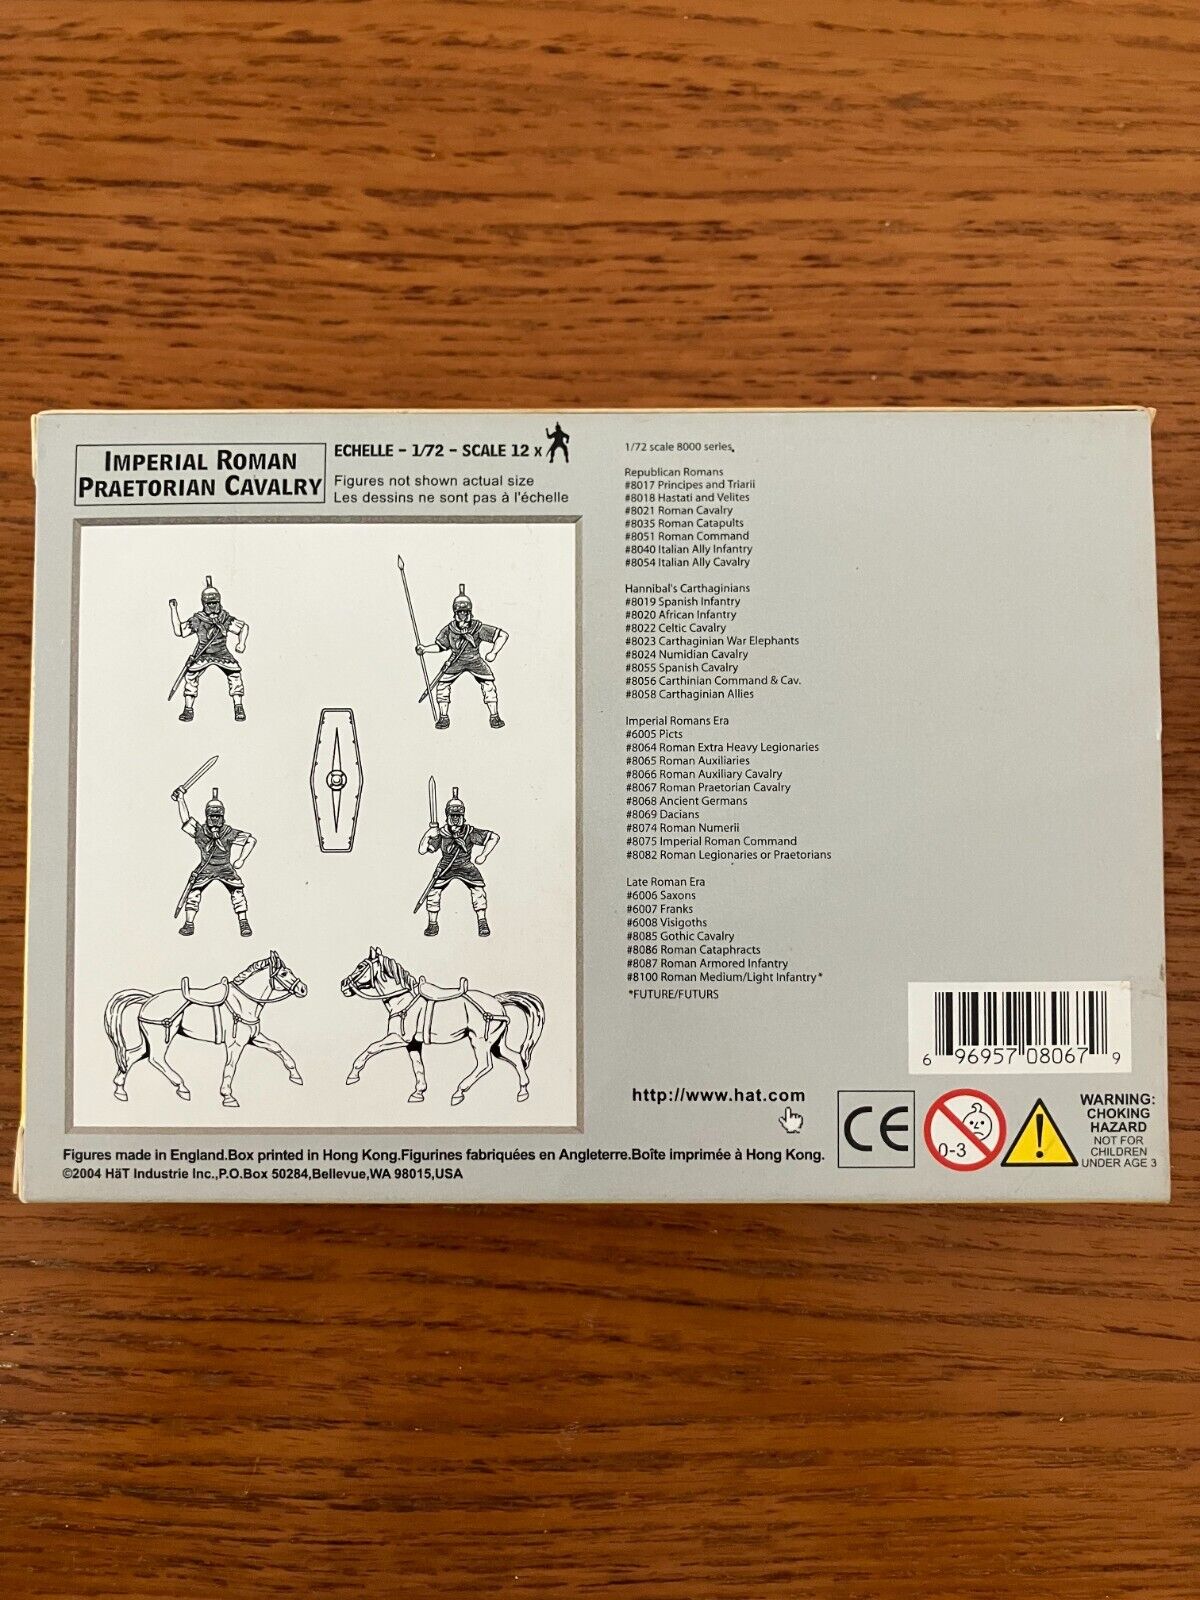 IMPERIAL ROMAN
PRAETORIAN CAVALRY
ECHELLE - 1/72 - SCALE 12 x
Figures not shown actual size
Les dessins ne sont pas à l'échelle
1/72 scale 8000 series.
Republican Romans
#8017 Principes and Triarii
#8018 Hastati and Velites
#8021 Roman Cavalry
#8035 Roman Catapults
#8051 Roman Command
#8040 Italian Ally Infantry
#8054 Italian Ally Cavalry
Hannibal's Carthaginians
#8019 Spanish Infantry
#8020 African Infantry
#8022 Celtic Cavalry
#8023 Carthaginian War Elephants
#8024 Numidian Cavalry
#8055 Spanish Cavalry
#8056 Carthinian Command & Cav.
#8058 Carthaginian Allies
Imperial Romans Era
#6005 Picts
#8064 Roman Extra Heavy Legionaries
#8065 Roman Auxiliaries
#8066 Roman Auxiliary Cavalry
#8067 Roman Praetorian Cavalry
#8068 Ancient Germans
#8069 Dacians
#8074 Roman Numerii
#8075 Imperial Roman Command
#8082 Roman Legionaries or Praetorians
Late Roman Era
#6006 Saxons
#6007 Franks
#6008 Visigoths
#8085 Gothic Cavalry
#8086 Roman Cataphracts
#8087 Roman Armored Infantry
#8100 Roman Medium/Light Infantry*
*FUTURE/FUTURS
6 96957 08067 9
http://www.hat.com
CE
0-3
WARNING:
CHOKING
HAZARD
NOT FOR
CHILDREN
UNDER AGE 3
Figures made in England.Box printed in Hong Kong.Figurines fabriquées en Angleterre.Boîte imprimée à Hong Kong.
©2004 HäT Industrie Inc.,P.O.Box 50284,Bellevue,WA 98015,USA